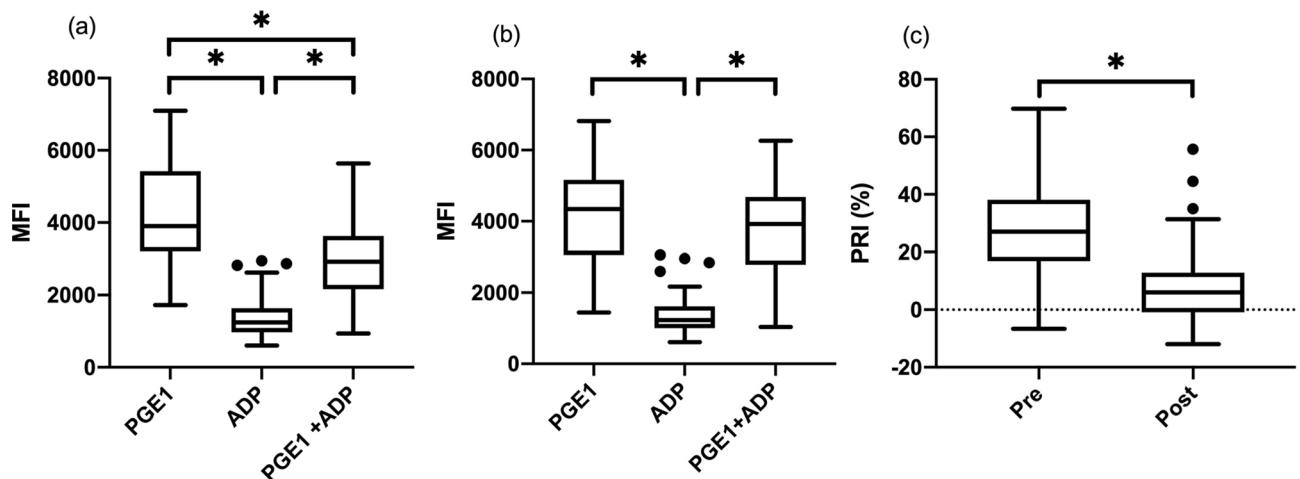 (a)
*
*
*
MFI
8000
6000
4000
2000
0
PGE1
ADP
PGE1 +ADP
(b)
*
*
MFI
8000
6000
4000
2000
0
PGE1
ADP
PGE1+ADP
(c)
*
PRI (%)
80
60
40
20
0
-20
Pre
Post